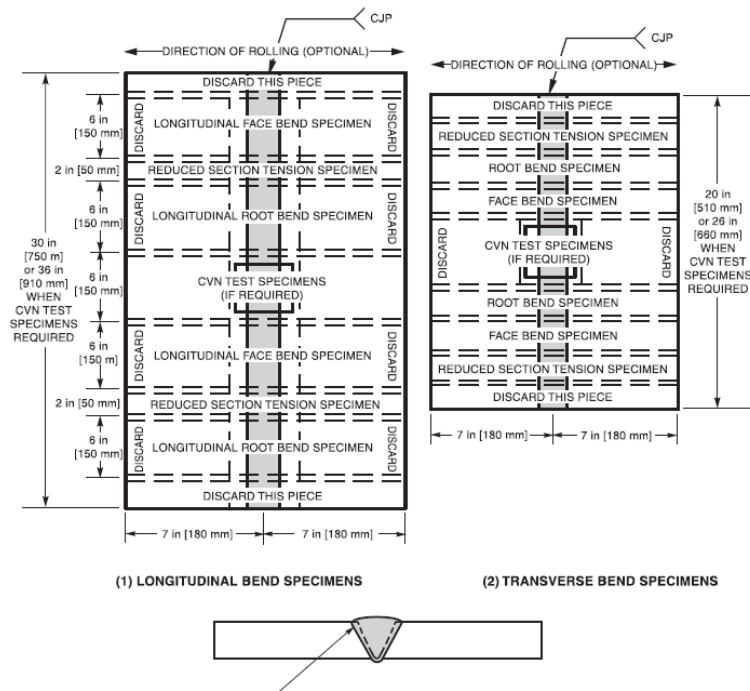 CJP
DIRECTION OF ROLLING (OPTIONAL)
DISCARD THIS PIECE
6 in
[150 mm]
DISCARD
LONGITUDINAL FACE BEND SPECIMEN
DISCARD
2 in [50 mm]
REDUCED SECTION TENSION SPECIMEN
6 in
[150 mm]
DISCARD
LONGITUDINAL ROOT BEND SPECIMEN
DISCARD
30 in
[750 m]
or 36 in
[910 mm]
WHEN
CVN TEST
SPECIMENS
REQUIRED
6 in
[150 mm]
CVN TEST SPECIMENS
(IF REQUIRED)
6 in
[150 m]
DISCARD
LONGITUDINAL FACE BEND SPECIMEN
DISCARD
2 in [50 mm]
REDUCED SECTION TENSION SPECIMEN
6 in
[150 mm]
DISCARD
LONGITUDINAL ROOT BEND SPECIMEN
DISCARD
DISCARD THIS PIECE
7 in [180 mm]
7 in [180 mm]
(1) LONGITUDINAL BEND SPECIMENS
CJP
DIRECTION OF ROLLING (OPTIONAL)
DISCARD THIS PIECE
REDUCED SECTION TENSION SPECIMEN
ROOT BEND SPECIMEN
FACE BEND SPECIMEN
DISCARD
CVN TEST SPECIMENS
(IF REQUIRED)
DISCARD
20 in
[510 mm]
or 26 in
[660 mm]
WHEN
CVN TEST
SPECIMENS
REQUIRED
ROOT BEND SPECIMEN
FACE BEND SPECIMEN
REDUCED SECTION TENSION SPECIMEN
DISCARD THIS PIECE
7 in [180 mm]
7 in [180 mm]
(2) TRANSVERSE BEND SPECIMENS